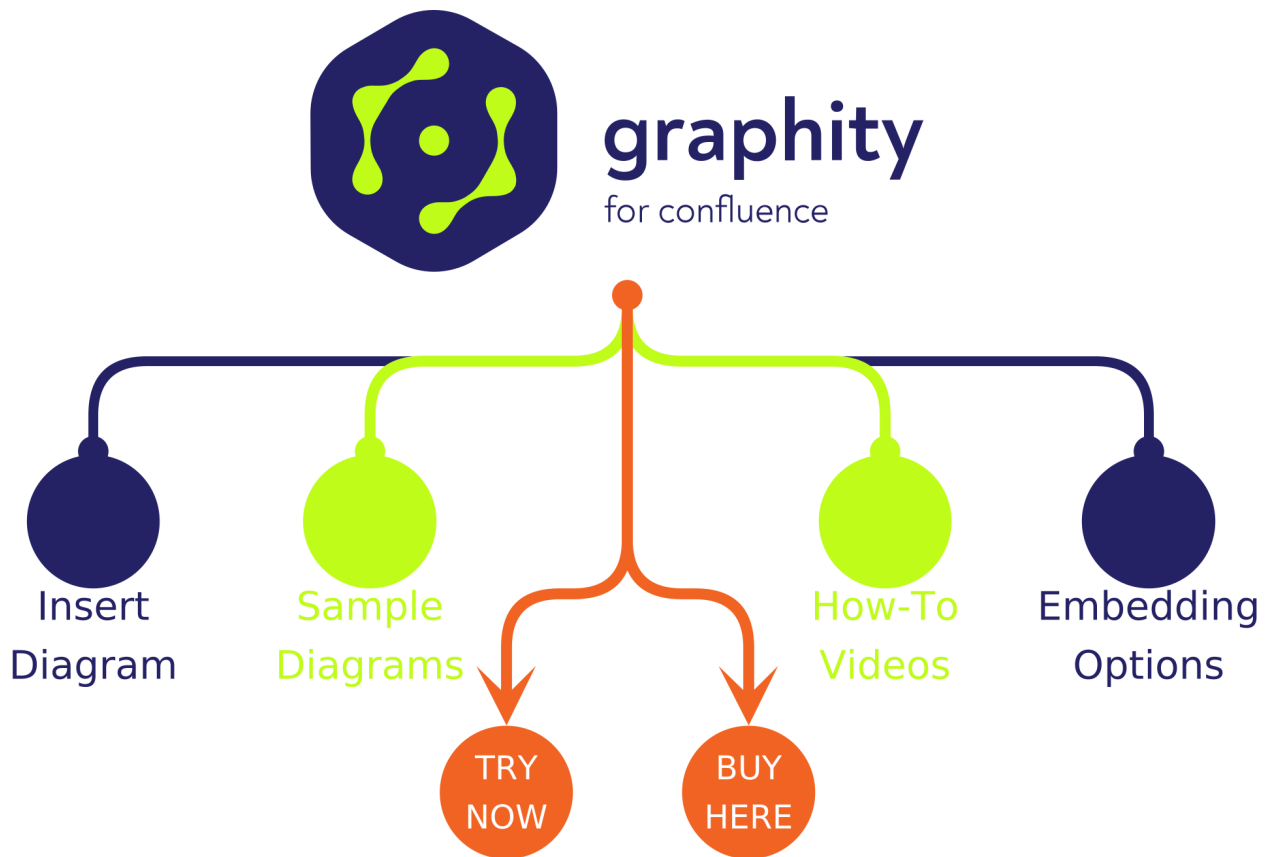 graphity
for confluence
Insert
Diagram
Sample
Diagrams
How-To
Videos
Embedding
Options
TRY
NOW
BUY
HERE